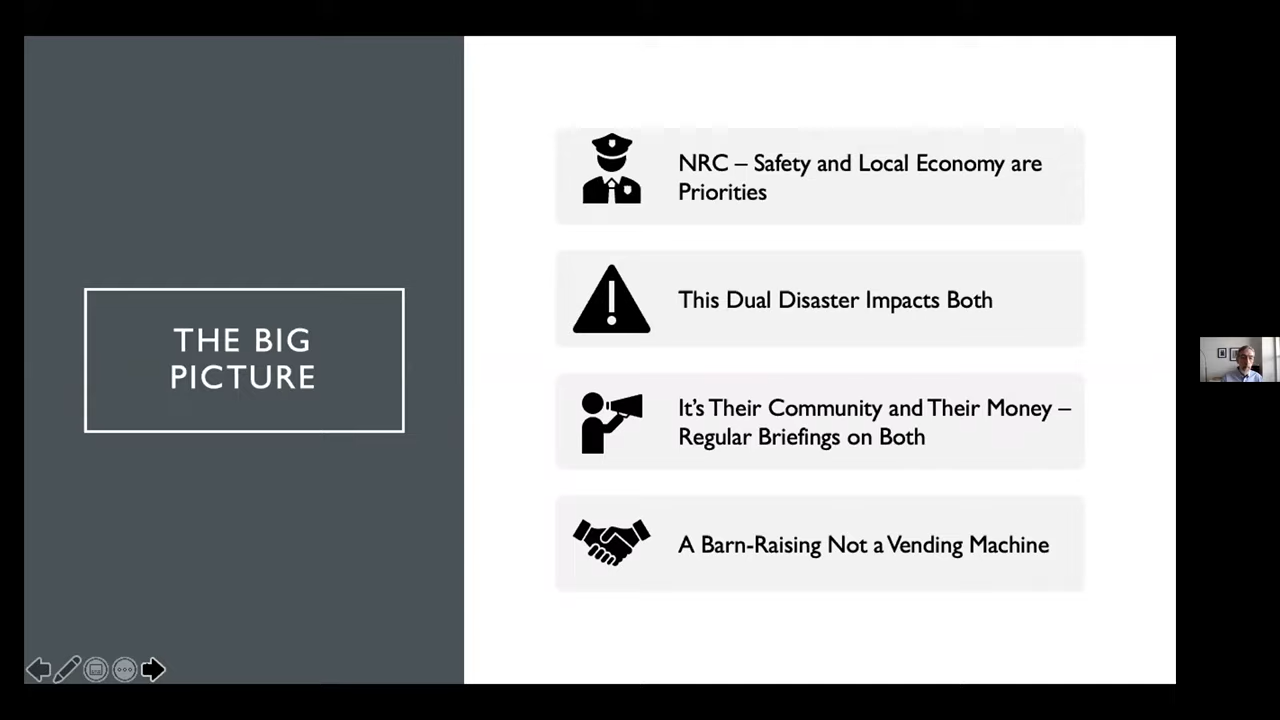 THE BIG
PICTURE
NRC – Safety and Local Economy are
Priorities
This Dual Disaster Impacts Both
It's Their Community and Their Money –
Regular Briefings on Both
A Barn-Raising Not a Vending Machine